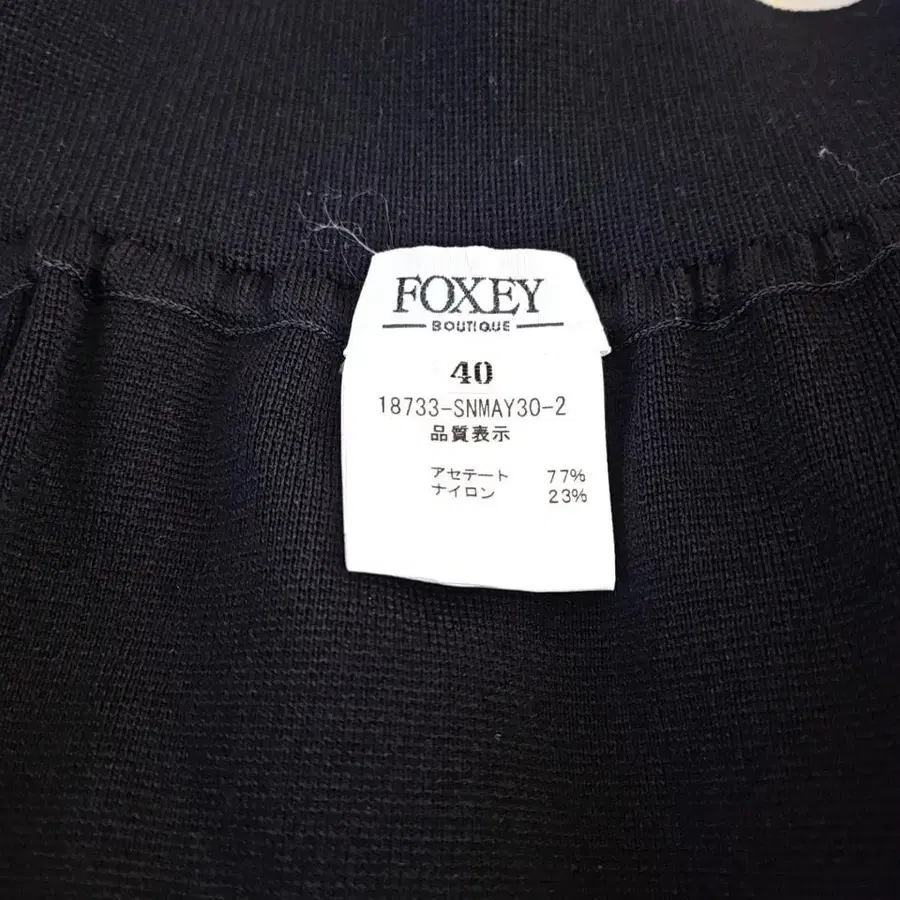 FOXEY
BOUTIQUE
40
18733-SNMAY30-2
品質表示
アセテート 77%
ナイロン 23%